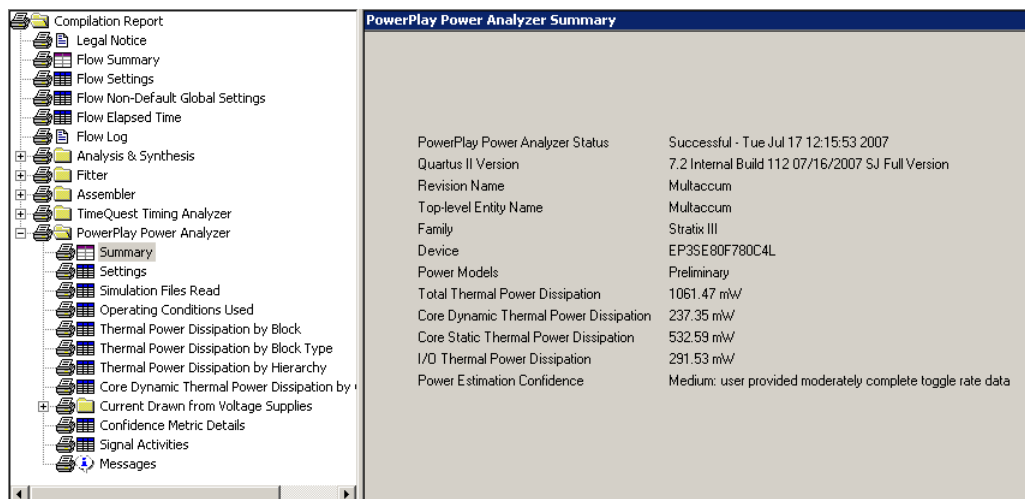 Compilation Report
Legal Notice
Flow Summary
Flow Settings
Flow Non-Default Global Settings
Flow Elapsed Time
Flow Log
Analysis & Synthesis
Fitter
Assembler
TimeQuest Timing Analyzer
PowerPlay Power Analyzer
Summary
Settings
Simulation Files Read
Operating Conditions Used
Thermal Power Dissipation by Block
Thermal Power Dissipation by Block Type
Thermal Power Dissipation by Hierarchy
Core Dynamic Thermal Power Dissipation by
Current Drawn from Voltage Supplies
Confidence Metric Details
Signal Activities
Messages
PowerPlay Power Analyzer Summary
PowerPlay Power Analyzer Status Successful - Tue Jul 17 12:15:53 2007
Quartus II Version 7.2 Internal Build 112 07/16/2007 SJ Full Version
Revision Name Multaccum
Top-level Entity Name Multaccum
Family Stratix III
Device EP3SE80F780C4L
Power Models Preliminary
Total Thermal Power Dissipation 1061.47 mW
Core Dynamic Thermal Power Dissipation 237.35 mW
Core Static Thermal Power Dissipation 532.59 mW
I/O Thermal Power Dissipation 291.53 mW
Power Estimation Confidence Medium: user provided moderately complete toggle rate data